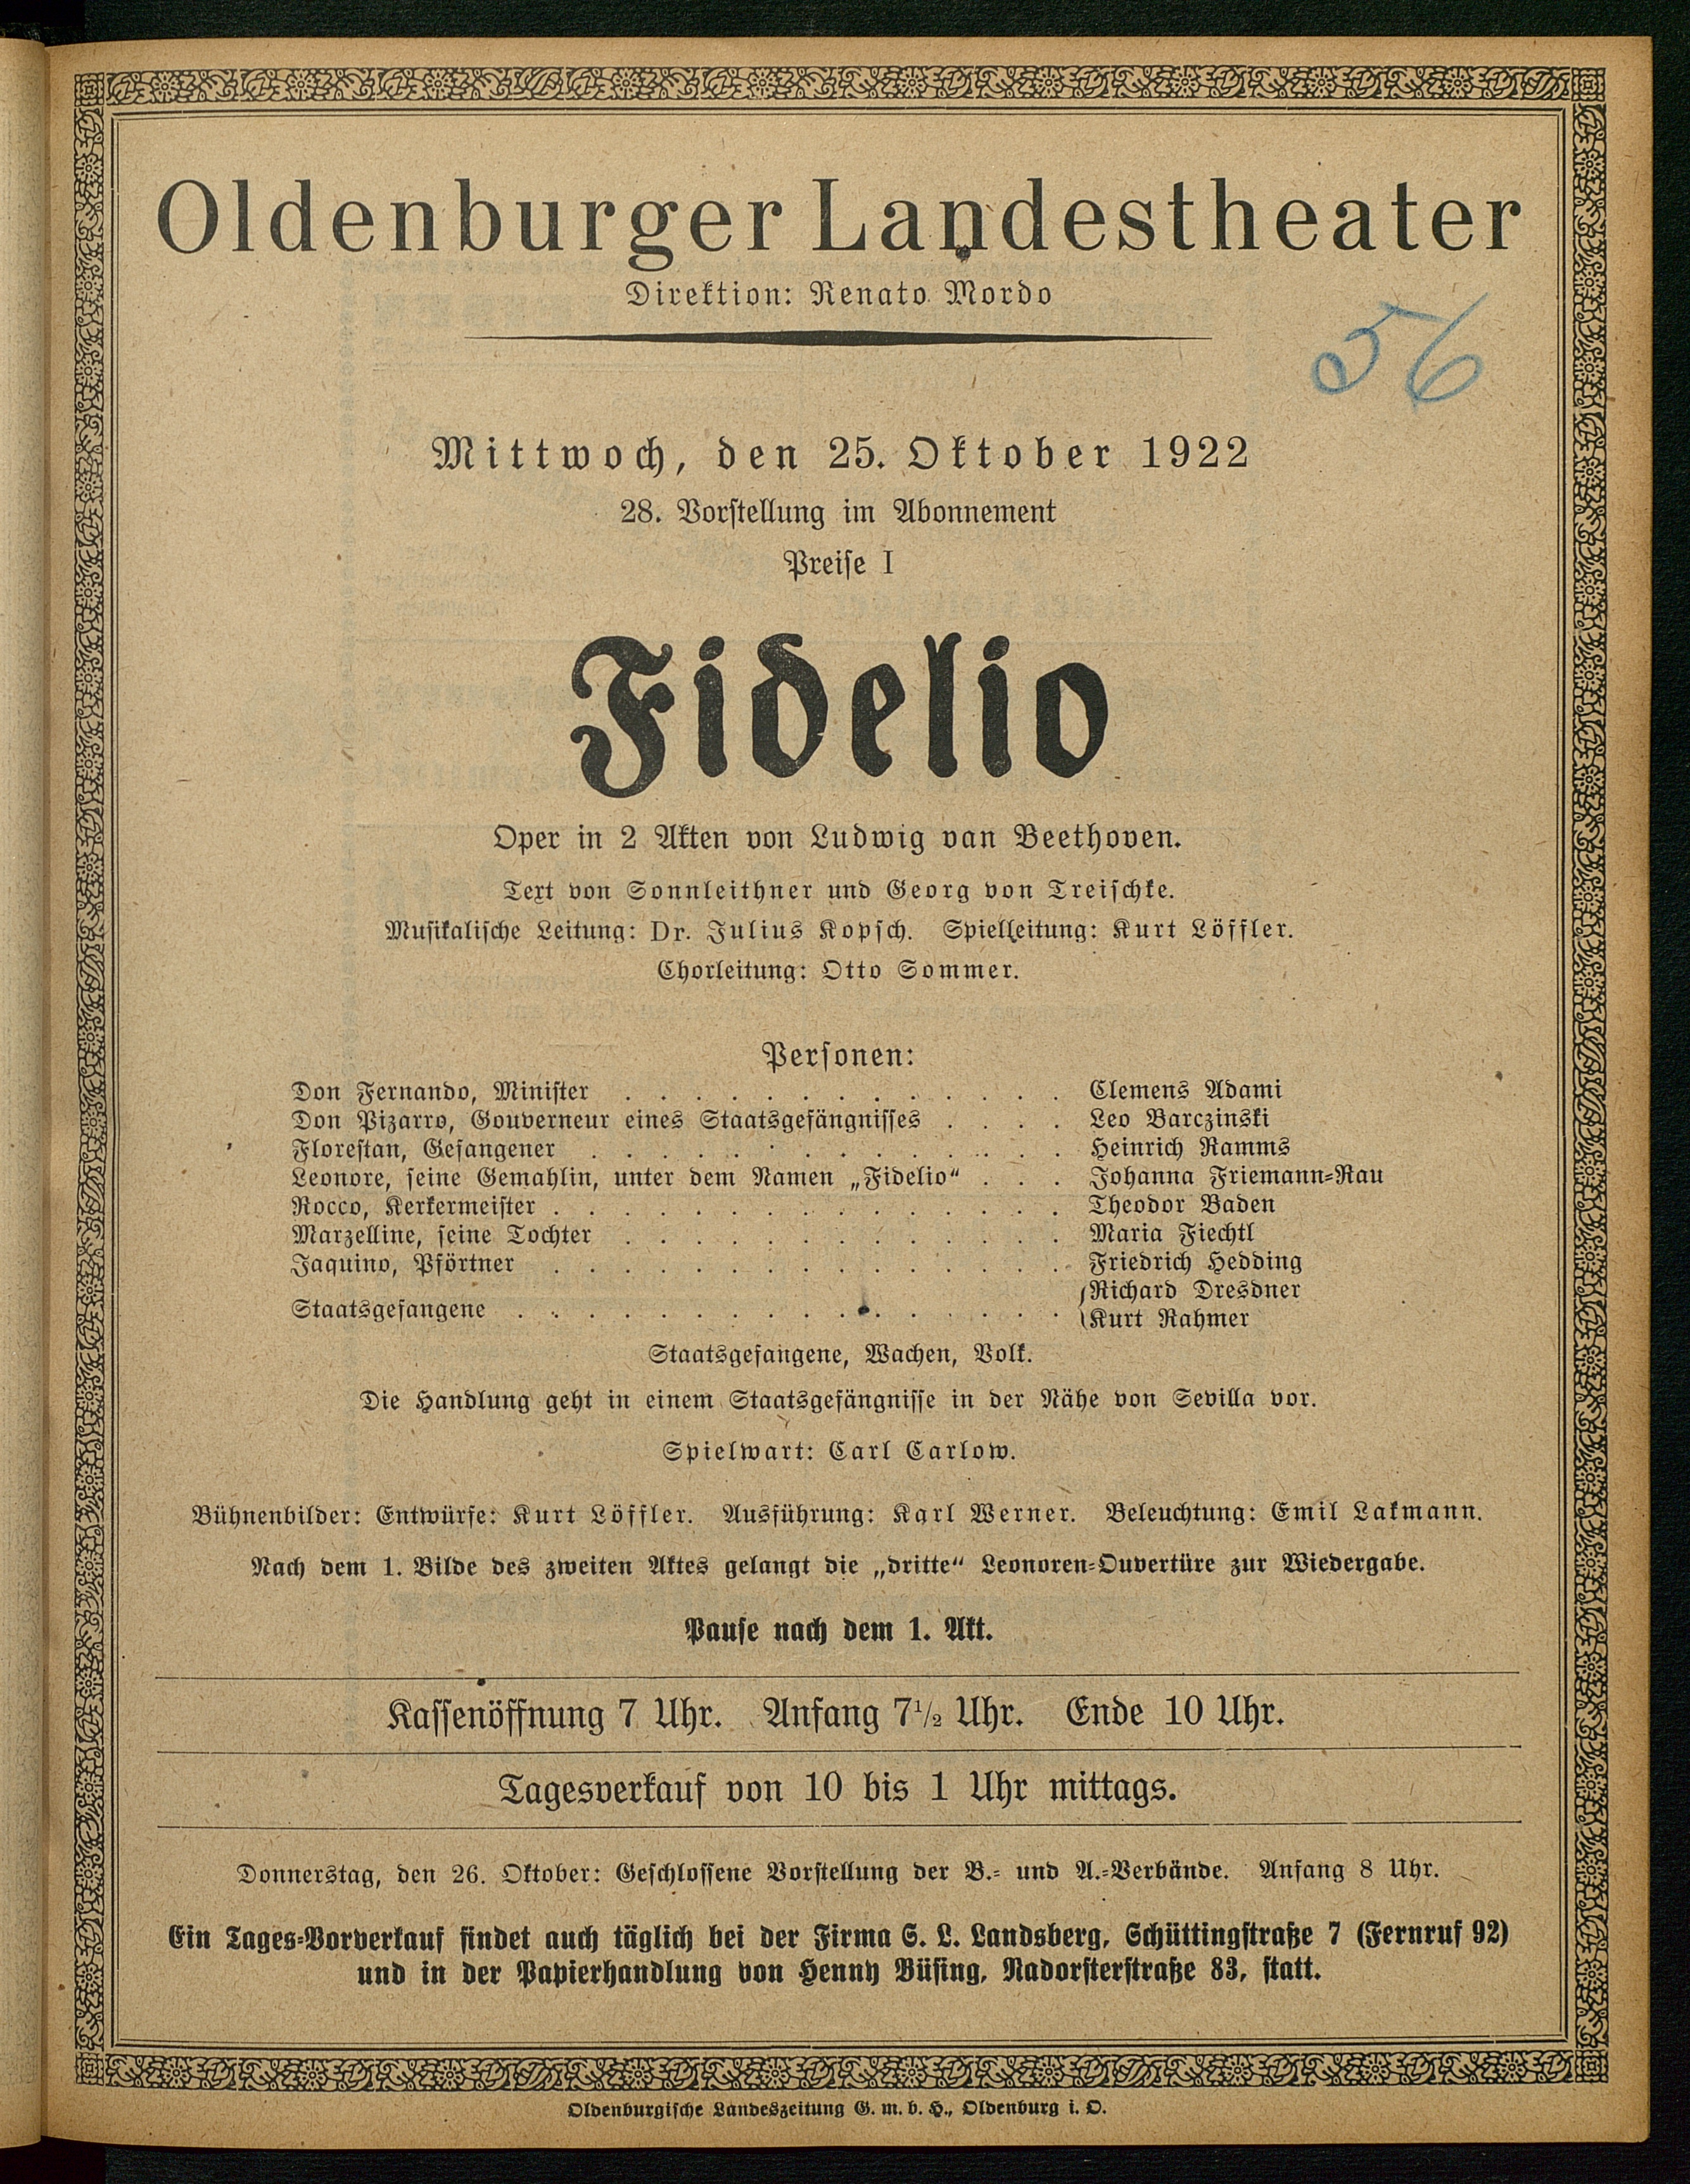 Oldenburger Landestheater
Direktion: Renato Mordo
56
Mittwoch, den 25. Oktober 1922
28. Vorstellung im Abonnement
Preise I
Fidelio
Oper in 2 Akten von Ludwig van Beethoven.
Text von Sonnleithner und Georg von Treischke.
Musikalische Leitung: Dr. Julius Kopsch. Spielleitung: Kurt Löffler.
Chorleitung: Otto Sommer.
Personen:
Don Fernando, Minister . . . . . . . . . . . . . Clemens Adami
Don Pizarro, Gouverneur eines Staatsgefängnisses . . . . Leo Barczinski
Florestan, Gefangener . . . . . . . . . . . . . . Heinrich Ramms
Leonore, seine Gemahlin, unter dem Namen „Fidelio“ . . . Johanna Friemann-Rau
Rocco, Kerkermeister . . . . . . . . . . . . . . . Theodor Baden
Marzelline, seine Tochter . . . . . . . . . . . . . Maria Fiechtl
Jaquino, Pförtner . . . . . . . . . . . . . . . Friedrich Hedding
Staatsgefangene . . . . . . . . . . . . . . . . {Richard Dresdner
Kurt Rahmer
Staatsgefangene, Wachen, Volk.
Die Handlung geht in einem Staatsgefängnisse in der Nähe von Sevilla vor.
Spielwart: Carl Carlow.
Bühnenbilder: Entwürfe: Kurt Löffler. Ausführung: Karl Werner. Beleuchtung: Emil Lakmann.
Nach dem 1. Bilde des zweiten Aktes gelangt die „dritte“ Leonoren-Ouvertüre zur Wiedergabe.
Pause nach dem 1. Akt.
Kassenöffnung 7 Uhr. Anfang 7½ Uhr. Ende 10 Uhr.
Tagesverkauf von 10 bis 1 Uhr mittags.
Donnerstag, den 26. Oktober: Geschlossene Vorstellung der B.- und A.-Verbände. Anfang 8 Uhr.
Ein Tages-Vorverkauf findet auch täglich bei der Firma S. L. Landsberg, Schüttingstraße 7 (Fernruf 92)
und in der Papierhandlung von Henny Büsing, Nadorsterstraße 83, statt.
Oldenburgische Landeszeitung G. m. b. H., Oldenburg i. O.